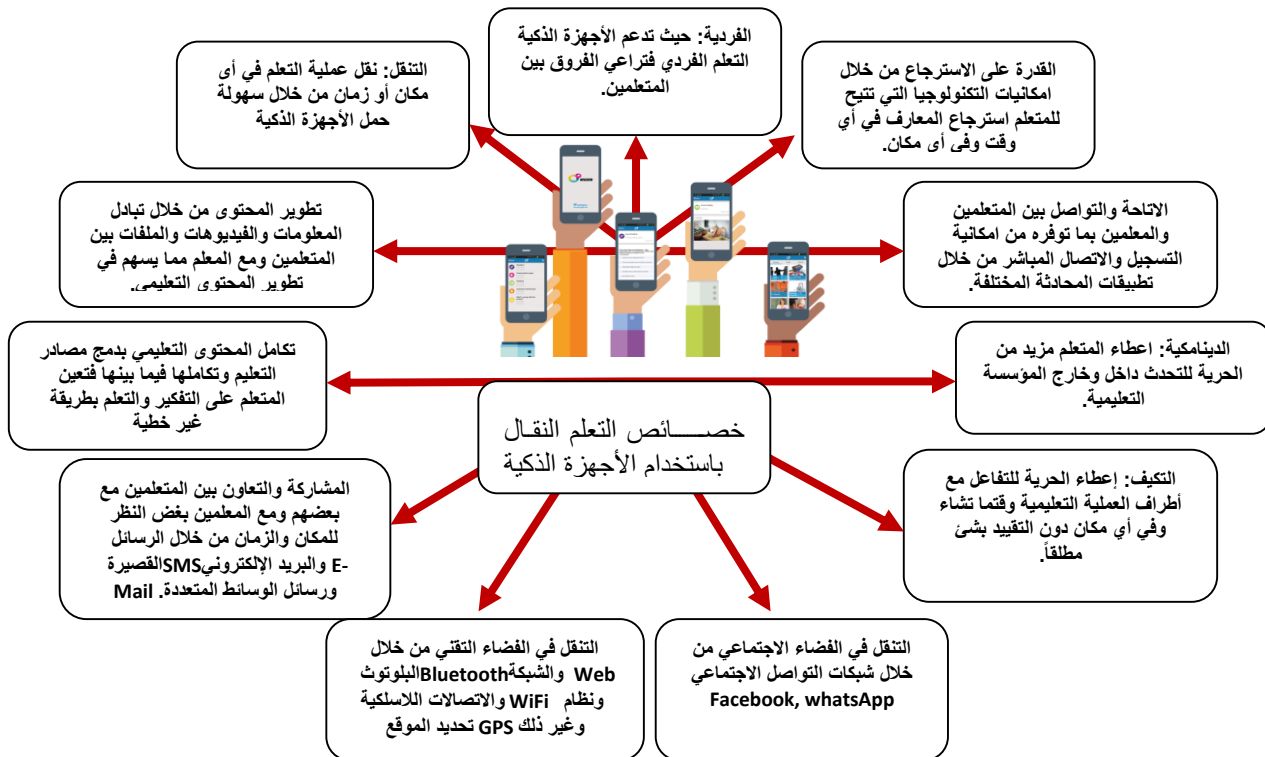 الفردية: حيث تدعم الأجهزة الذكية
التعلم الفردي فتراعي الفروق بين
المتعلمين.
القدرة على الاسترجاع من خلال
امكانيات التكنولوجيا التي تتيح
للمتعلم استرجاع المعارف في أي
وقت وفى أى مكان.
التنقل: نقل عملية التعلم في أى
مكان أو زمان من خلال سهولة
حمل الأجهزة الذكية
الاتاحة والتواصل بين المتعلمين
والمعلمين بما توفره من امكانية
التسجيل والاتصال المباشر من خلال
تطبيقات المحادثة المختلفة.
تطوير المحتوى من خلال تبادل
المعلومات والفيديوهات والملفات بين
المتعلمين ومع المعلم مما يسهم في
تطوير المحتوى التعليمى.
الدينامكية: اعطاء المتعلم مزيد من
الحرية للتحدث داخل وخارج المؤسسة
التعليمية.
تكامل المحتوى التعليمي بدمج مصادر
التعليم وتكاملها فيما بينها فتعين
المتعلم على التفكير والتعلم بطريقة
غير خطية
خصـــــائص التعلم النقـال
باستخدام الأجهزة الذكية
التكيف: إعطاء الحرية للتفاعل مع
أطراف العملية التعليمية وقتما تشاء
وفي أي مكان دون التقييد بشئ
مطلقاً.
المشاركة والتعاون بين المتعلمين مع
بعضهم ومع المعلمين بغض النظر
للمكان والزمان من خلال الرسائل
القصيرةSMS والبريد الإلكتروني E-
Mail ورسائل الوسائط المتعددة.
التنقل في الفضاء الاجتماعي من
خلال شبكات التواصل الاجتماعي
Facebook, whatsApp
التنقل في الفضاء التقني من خلال
البلوتوثBluetooth والشبكة Web
والاتصالات اللاسلكية WiFi ونظام
تحديد الموقع GPS وغير ذلك